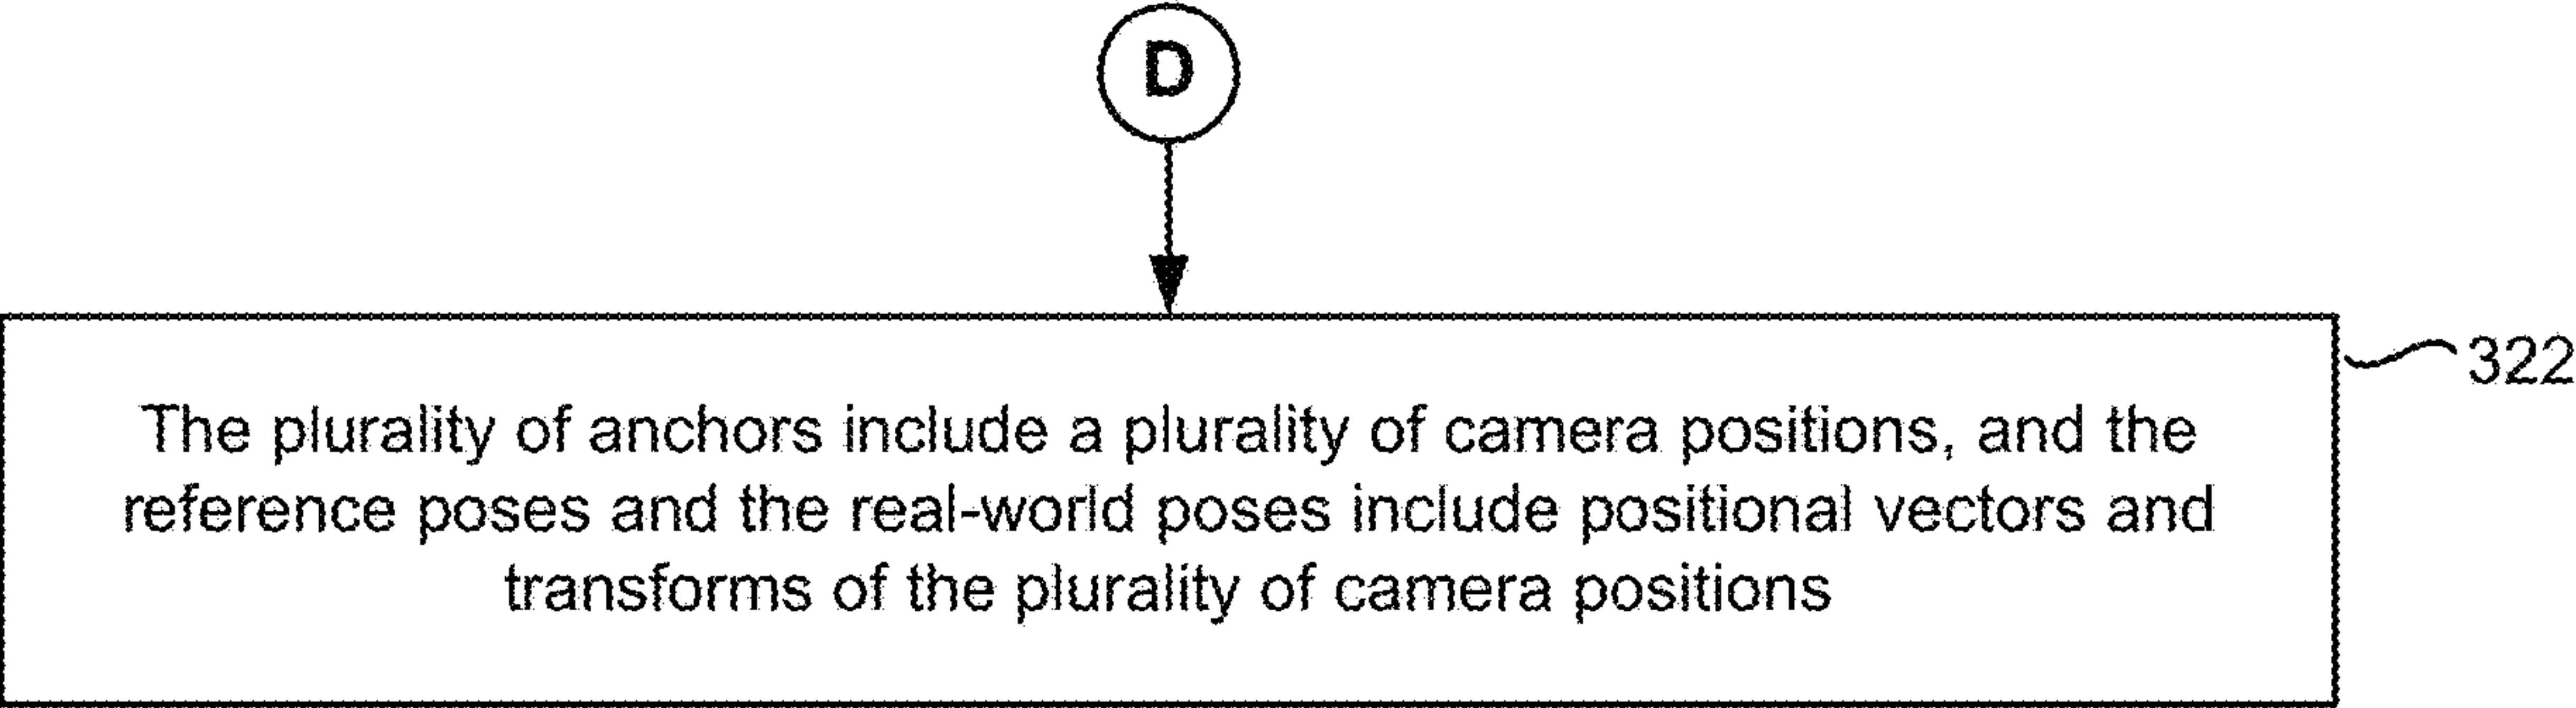 D
322
The plurality of anchors include a plurality of camera positions, and the
reference poses and the real-world poses include positional vectors and
transforms of the plurality of camera positions